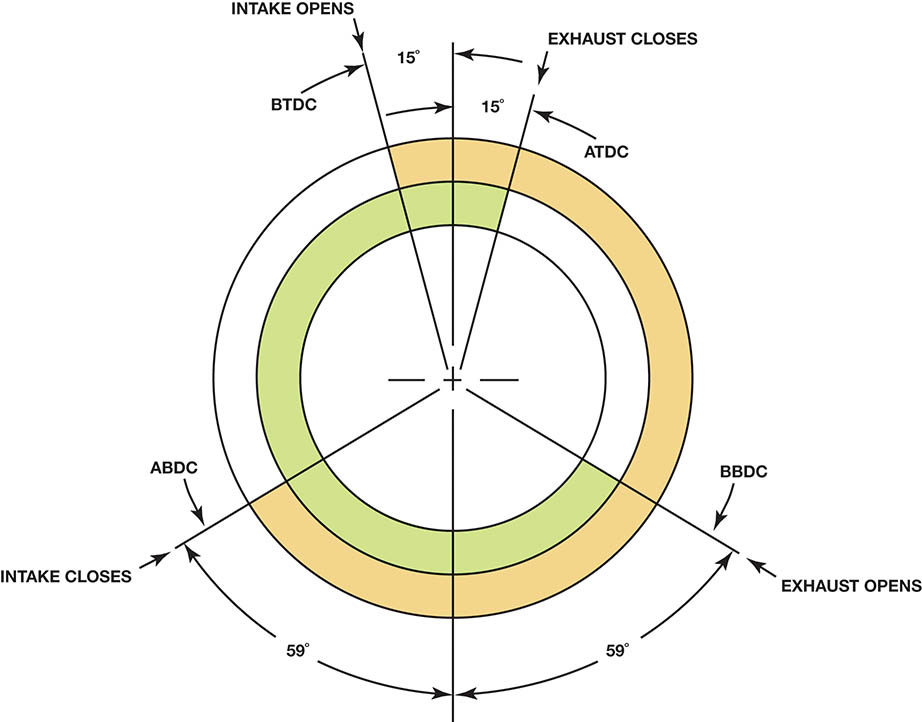 INTAKE OPENS
EXHAUST CLOSES
15°
BTDC
15°
ATDC
ABDC
BBDC
INTAKE CLOSES
EXHAUST OPENS
59°
59°